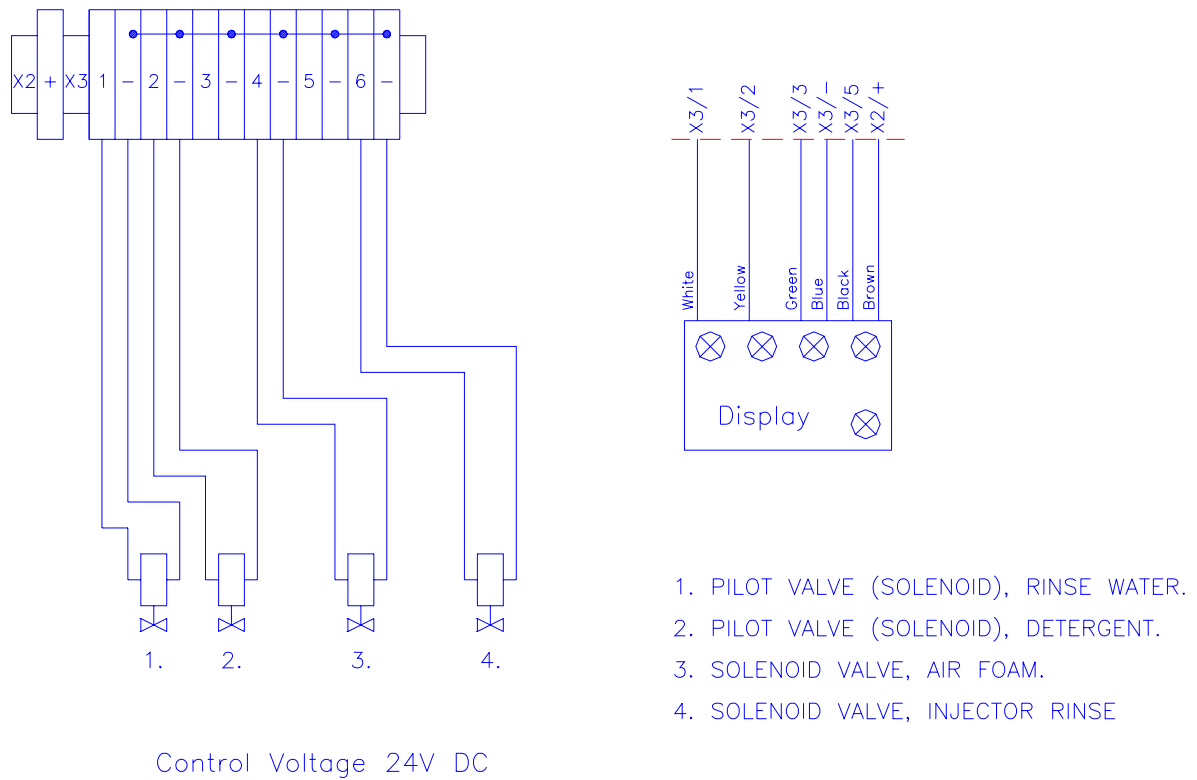 X2 + X3 1 - 2 - 3 - 4 - 5 - 6 -
X3/1
X3/2
X3/3
X3/-
X3/5
X2/+
White
Yellow
Green
Blue
Black
Brown
Display
1. 2. 3. 4.
1. PILOT VALVE (SOLENOID), RINSE WATER.
2. PILOT VALVE (SOLENOID), DETERGENT.
3. SOLENOID VALVE, AIR FOAM.
4. SOLENOID VALVE, INJECTOR RINSE
Control Voltage 24V DC